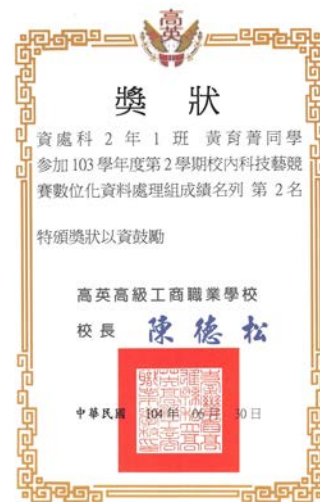 高英
獎狀
資處科 2 年 1 班 黃育菁同學
參加 103 學年度第 2 學期校內科技藝競
賽數位化資料處理組成績名列 第 2 名
特頒獎狀以資鼓勵
高英高級工商職業學校
校長 陳德松
中華民國 104 年 06 月 30 日